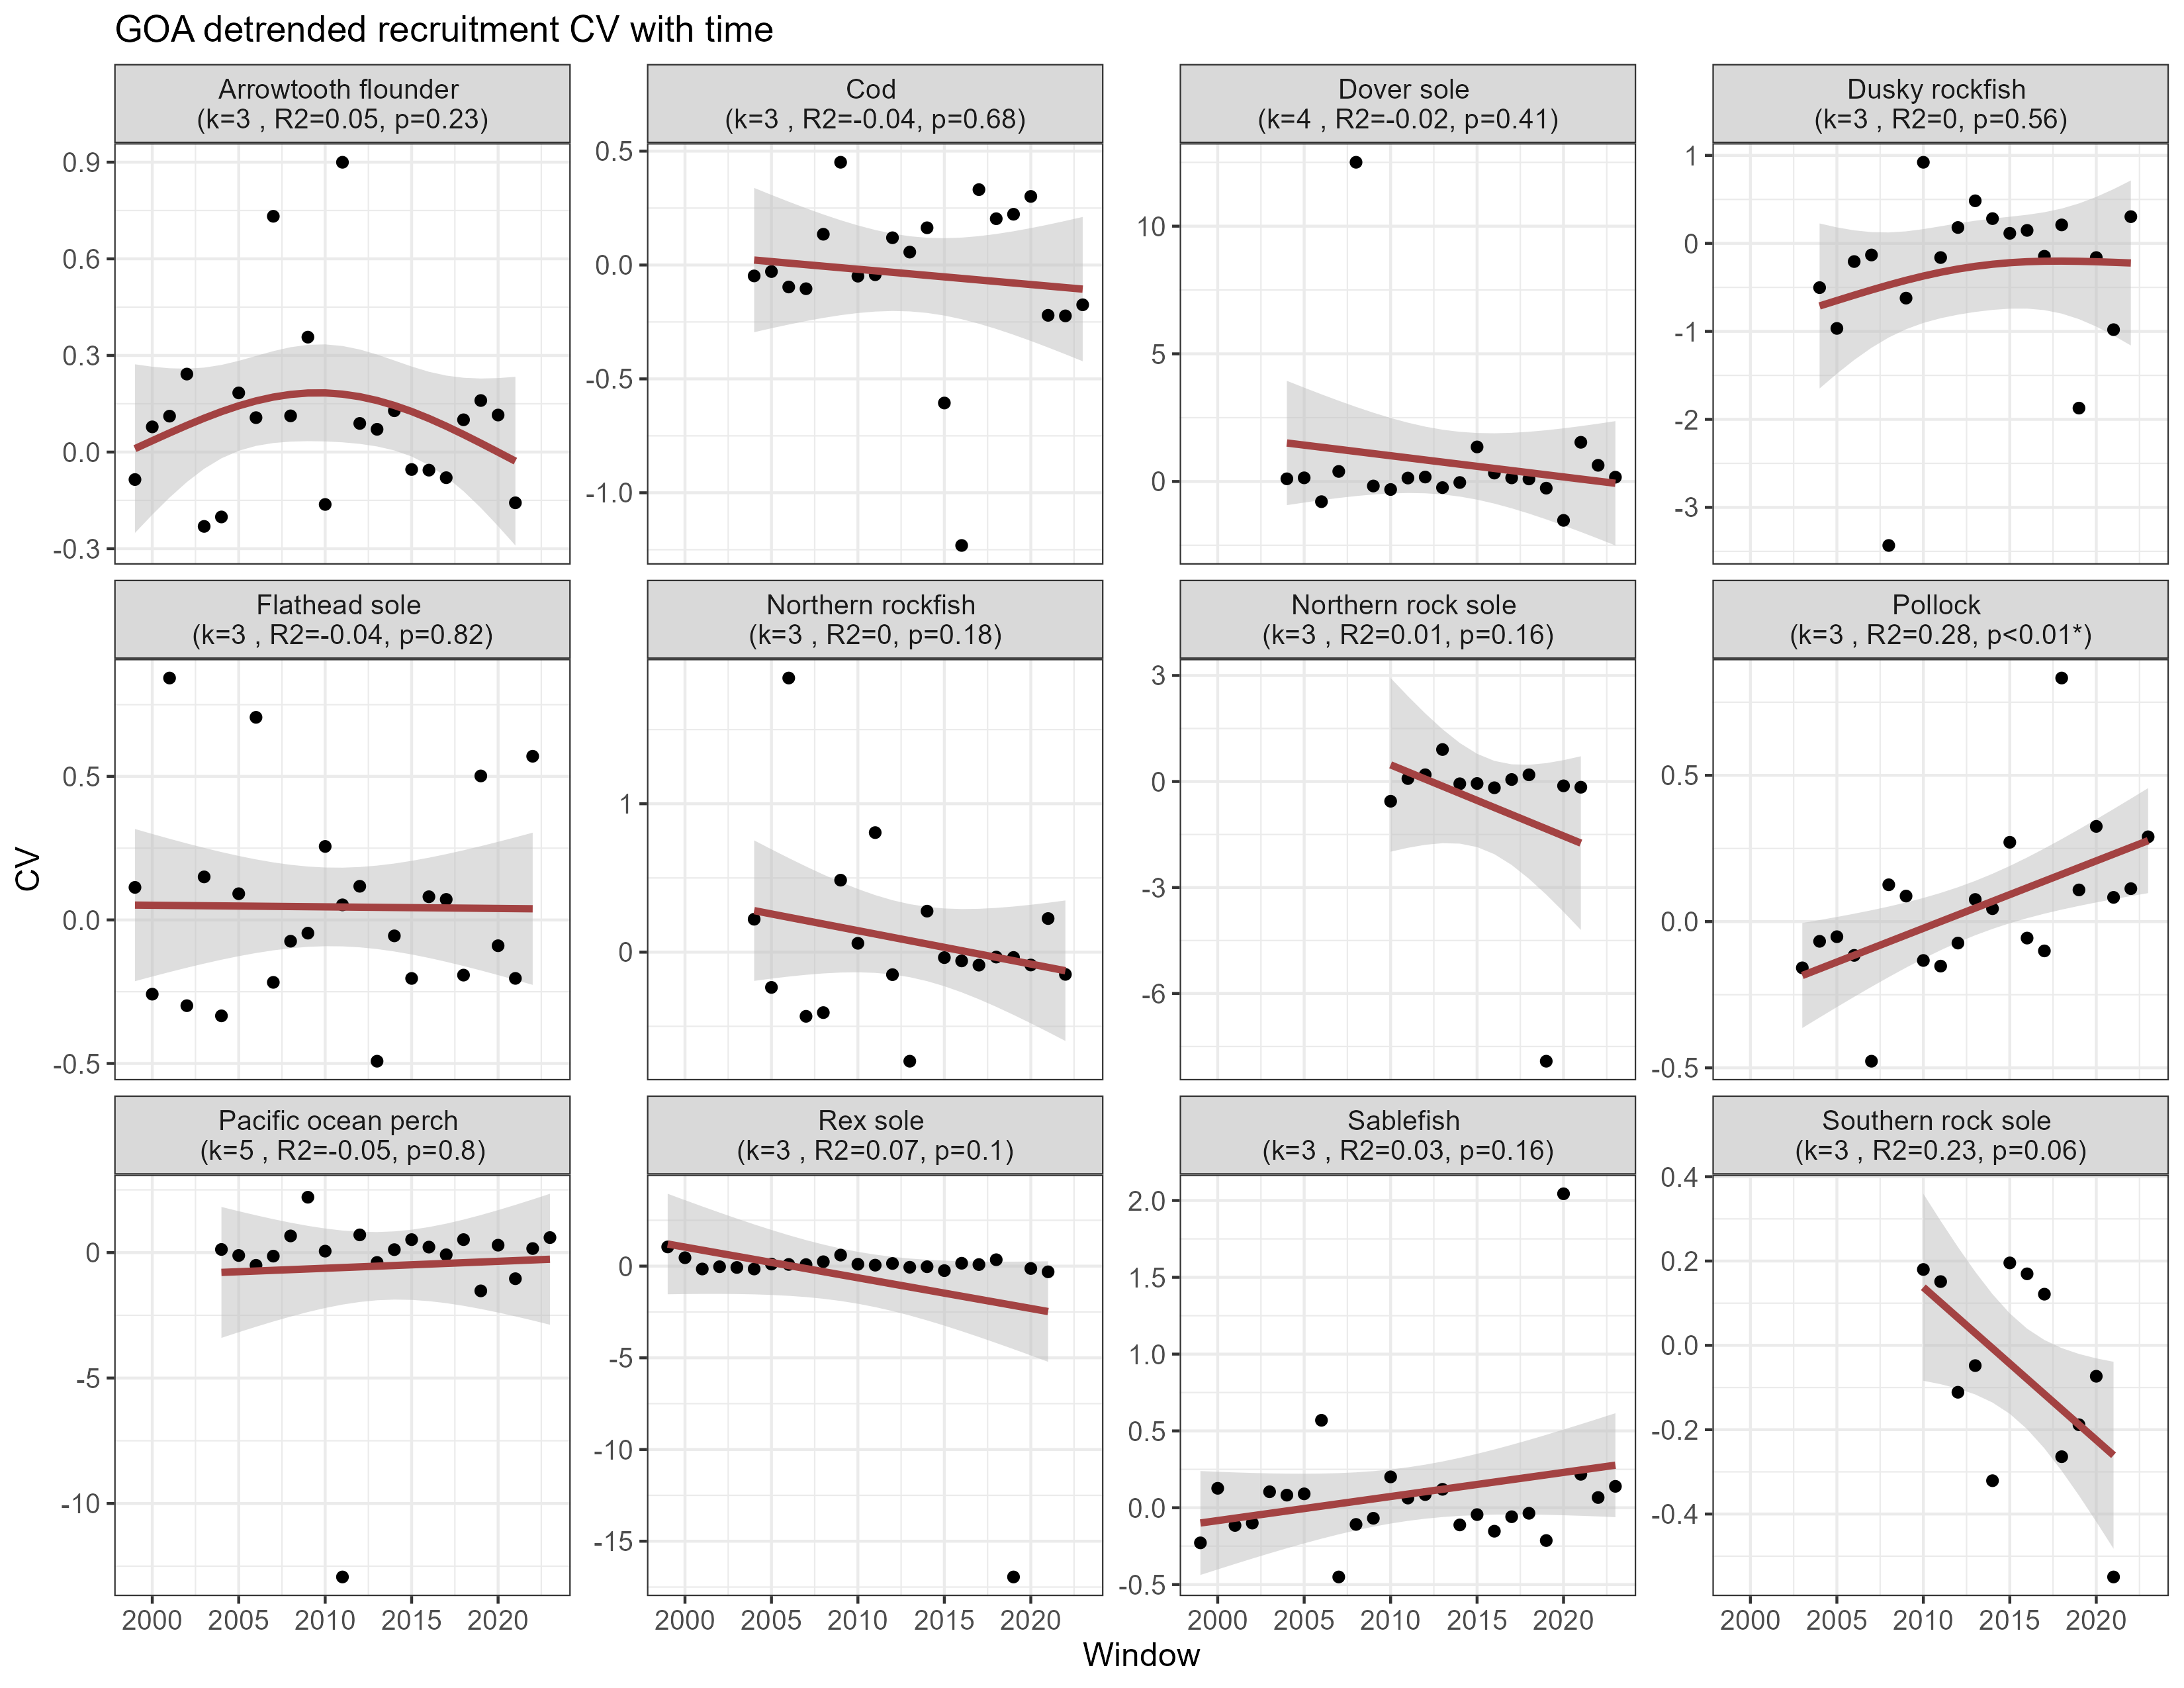 GOA detrended recruitment CV with time
Arrowtooth flounder
(k=3 , R2=0.05, p=0.23)
Cod
(k=3 , R2=-0.04, p=0.68)
Dover sole
(k=4 , R2=-0.02, p=0.41)
Dusky rockfish
(k=3 , R2=0, p=0.56)
0.9
0.6
0.3
0.0
-0.3
0.5
0.0
-0.5
-1.0
10
5
0
1
0
-1
-2
-3
Flathead sole
(k=3 , R2=-0.04, p=0.82)
Northern rockfish
(k=3 , R2=0, p=0.18)
Northern rock sole
(k=3 , R2=0.01, p=0.16)
Pollock
(k=3 , R2=0.28, p<0.01*)
0.5
0.0
-0.5
1
0
3
0
-3
-6
0.5
0.0
-0.5
CV
Pacific ocean perch
(k=5 , R2=-0.05, p=0.8)
Rex sole
(k=3 , R2=0.07, p=0.1)
Sablefish
(k=3 , R2=0.03, p=0.16)
Southern rock sole
(k=3 , R2=0.23, p=0.06)
0
-5
-10
0
-5
-10
-15
2.0
1.5
1.0
0.5
0.0
-0.5
0.4
0.2
0.0
-0.2
-0.4
2000 2005 2010 2015 2020
2000 2005 2010 2015 2020
2000 2005 2010 2015 2020
2000 2005 2010 2015 2020
Window